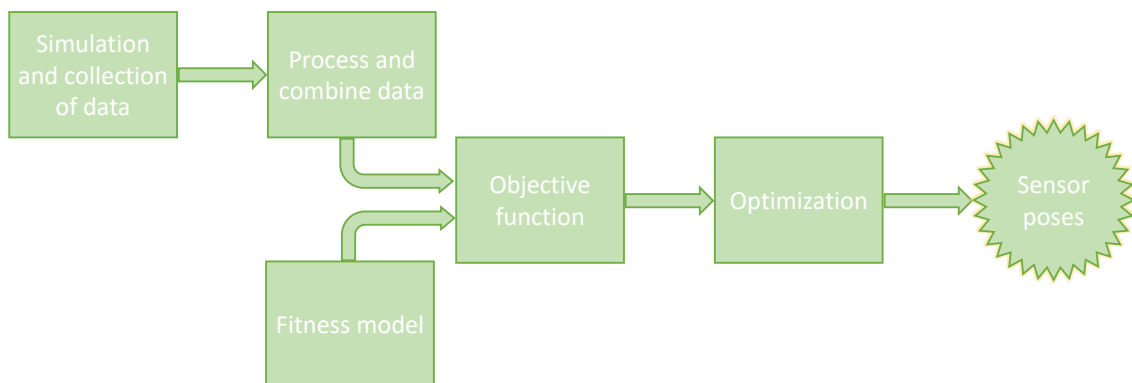 Simulation
and collection
of data
Process and
combine data
Objective
function
Optimization
Sensor
poses
Fitness model